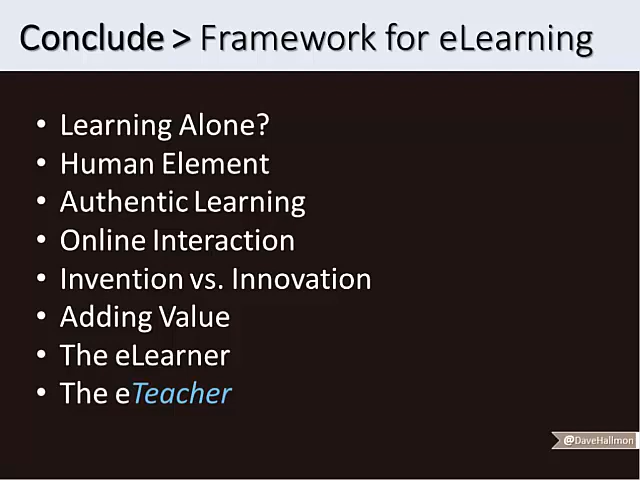 Conclude > Framework for eLearning
• Learning Alone?
• Human Element
• Authentic Learning
• Online Interaction
• Invention vs. Innovation
• Adding Value
• The eLearner
• The eTeacher
@DaveHallmon